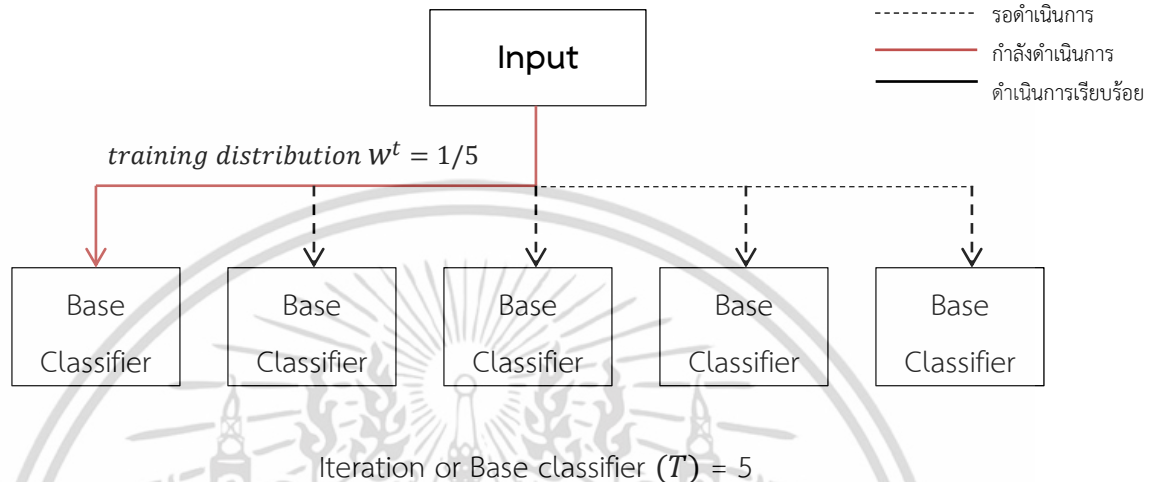 รอดำเนินการ
Input
กำลังดำเนินการ
ดำเนินการเรียบร้อย
training distribution w^t = 1/5
Base Classifier
Base Classifier
Base Classifier
Base Classifier
Base Classifier
Iteration or Base classifier (T) = 5